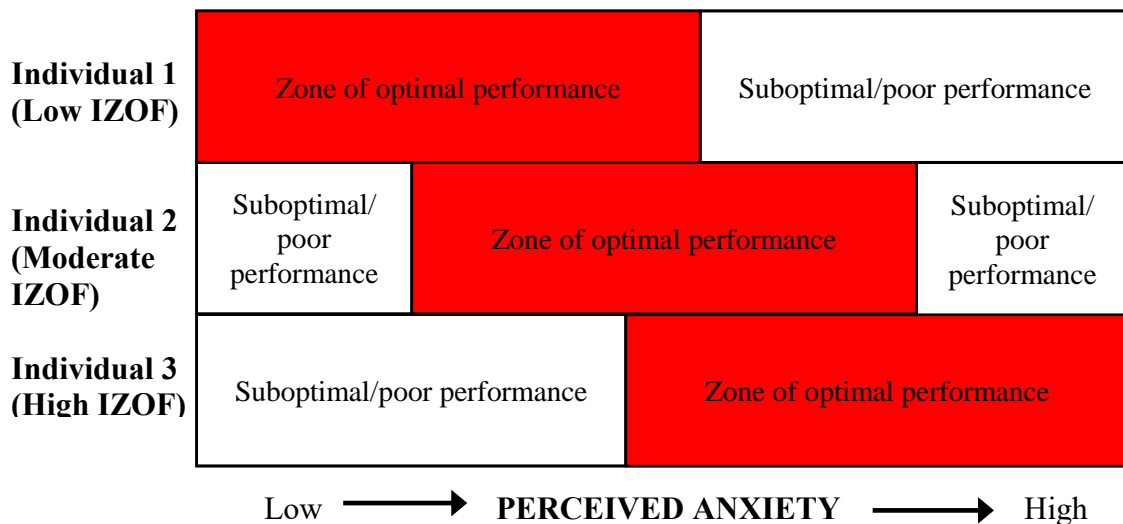 Individual 1
(Low IZOF)
Zone of optimal performance
Suboptimal/poor performance
Individual 2
(Moderate
IZOF)
Suboptimal/
poor
performance
Zone of optimal performance
Suboptimal/
poor
performance
Individual 3
(High IZOF)
Suboptimal/poor performance
Zone of optimal performance
Low PERCEIVED ANXIETY High